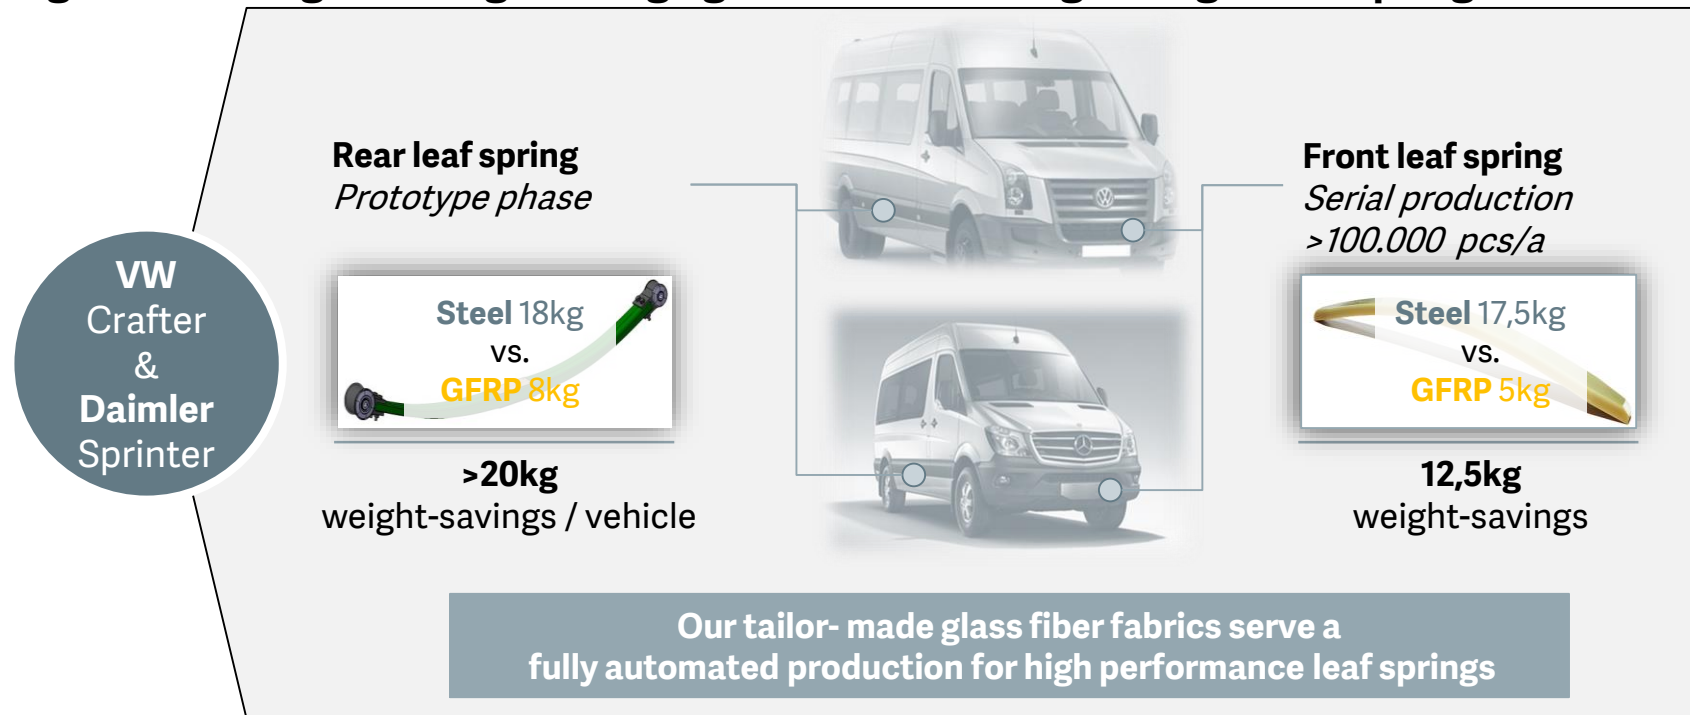 VW
Crafter
&
Daimler
Sprinter
Rear leaf spring
Prototype phase
Steel 18kg
vs.
GFRP 8kg
>20kg
weight-savings / vehicle
Front leaf spring
Serial production
>100.000 pcs/a
Steel 17,5kg
vs.
GFRP 5kg
12,5kg
weight-savings
Our tailor- made glass fiber fabrics serve a
fully automated production for high performance leaf springs